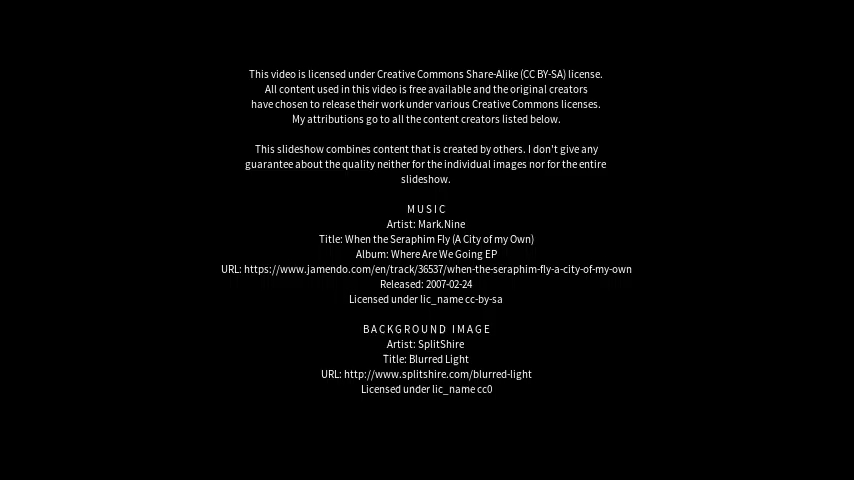 This video is licensed under Creative Commons Share-Alike (CC BY-SA) license.
All content used in this video is free available and the original creators
have chosen to release their work under various Creative Commons licenses.
My attributions go to all the content creators listed below.
This slideshow combines content that is created by others. I don't give any
guarantee about the quality neither for the individual images nor for the entire
slideshow.
MUSIC
Artist: Mark.Nine
Title: When the Seraphim Fly (A City of my Own)
Album: Where Are We Going EP
URL: https://www.jamendo.com/en/track/36537/when-the-seraphim-fly-a-city-of-my-own
Released: 2007-02-24
Licensed under lic_name cc-by-sa
BACKGROUND IMAGE
Artist: SplitShire
Title: Blurred Light
URL: http://www.splitshire.com/blurred-light
Licensed under lic_name cc0